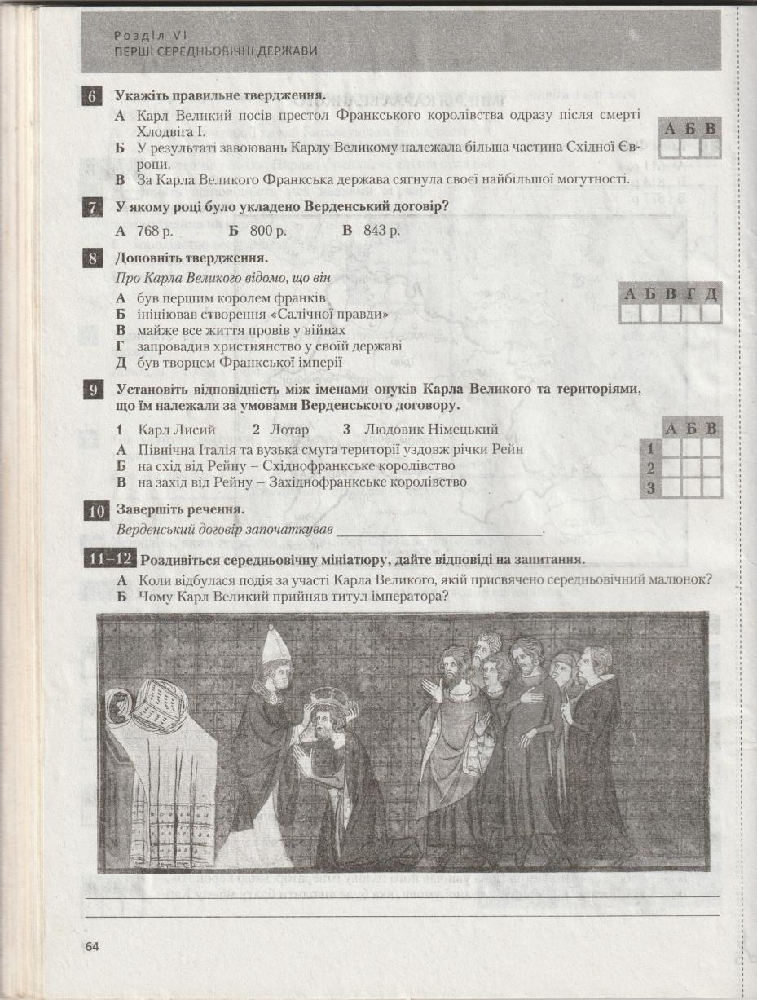 Розділ VI
ПЕРШІ СЕРЕДНЬОВІЧНІ ДЕРЖАВИ
6 Укажіть правильне твердження.
А Карл Великий посів престол Франкського королівства одразу після смерті
Хлодвіга І.
Б У результаті завоювань Карлу Великому належала більша частина Східної Єв-
ропи.
В За Карла Великого Франкська держава сягнула своєї найбільшої могутності.
А Б В
7 У якому році було укладено Верденський договір?
А 768 р. Б 800 р. В 843 р.
8 Доповніть твердження.
Про Карла Великого відомо, що він
А був першим королем франків
Б ініціював створення «Салічної правди»
В майже все життя провів у війнах
Г запровадив християнство у своїй державі
Д був творцем Франкської імперії
А Б В Г Д
9 Установіть відповідність між іменами онуків Карла Великого та територіями,
що їм належали за умовами Верденського договору.
1 Карл Лисий 2 Лотар 3 Людовик Німецький
А Північна Італія та вузька смуга території уздовж річки Рейн
Б на схід від Рейну – Східнофранкське королівство
В на захід від Рейну – Західнофранкське королівство
А Б В
1
2
3
10 Завершіть речення.
Верденський договір започаткував ______________________________.
11–12 Роздивіться середньовічну мініатюру, дайте відповіді на запитання.
А Коли відбулася подія за участі Карла Великого, якій присвячено середньовічний малюнок?
Б Чому Карл Великий прийняв титул імператора?
64